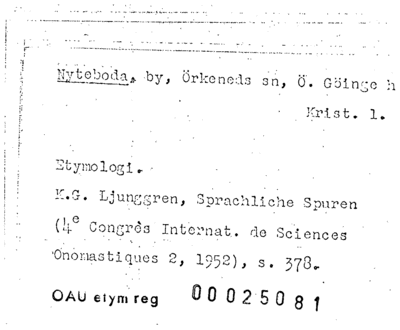 Nyteboda, by, Örkeneds sn, Ö. Göinge h
Krist. l.
Etymologi.
K.G. Ljunggren, Sprachliche Spuren
(4e Congrès Internat. de Sciences
Onomastiques 2, 1952), s. 378.
OAU etym reg 00025081